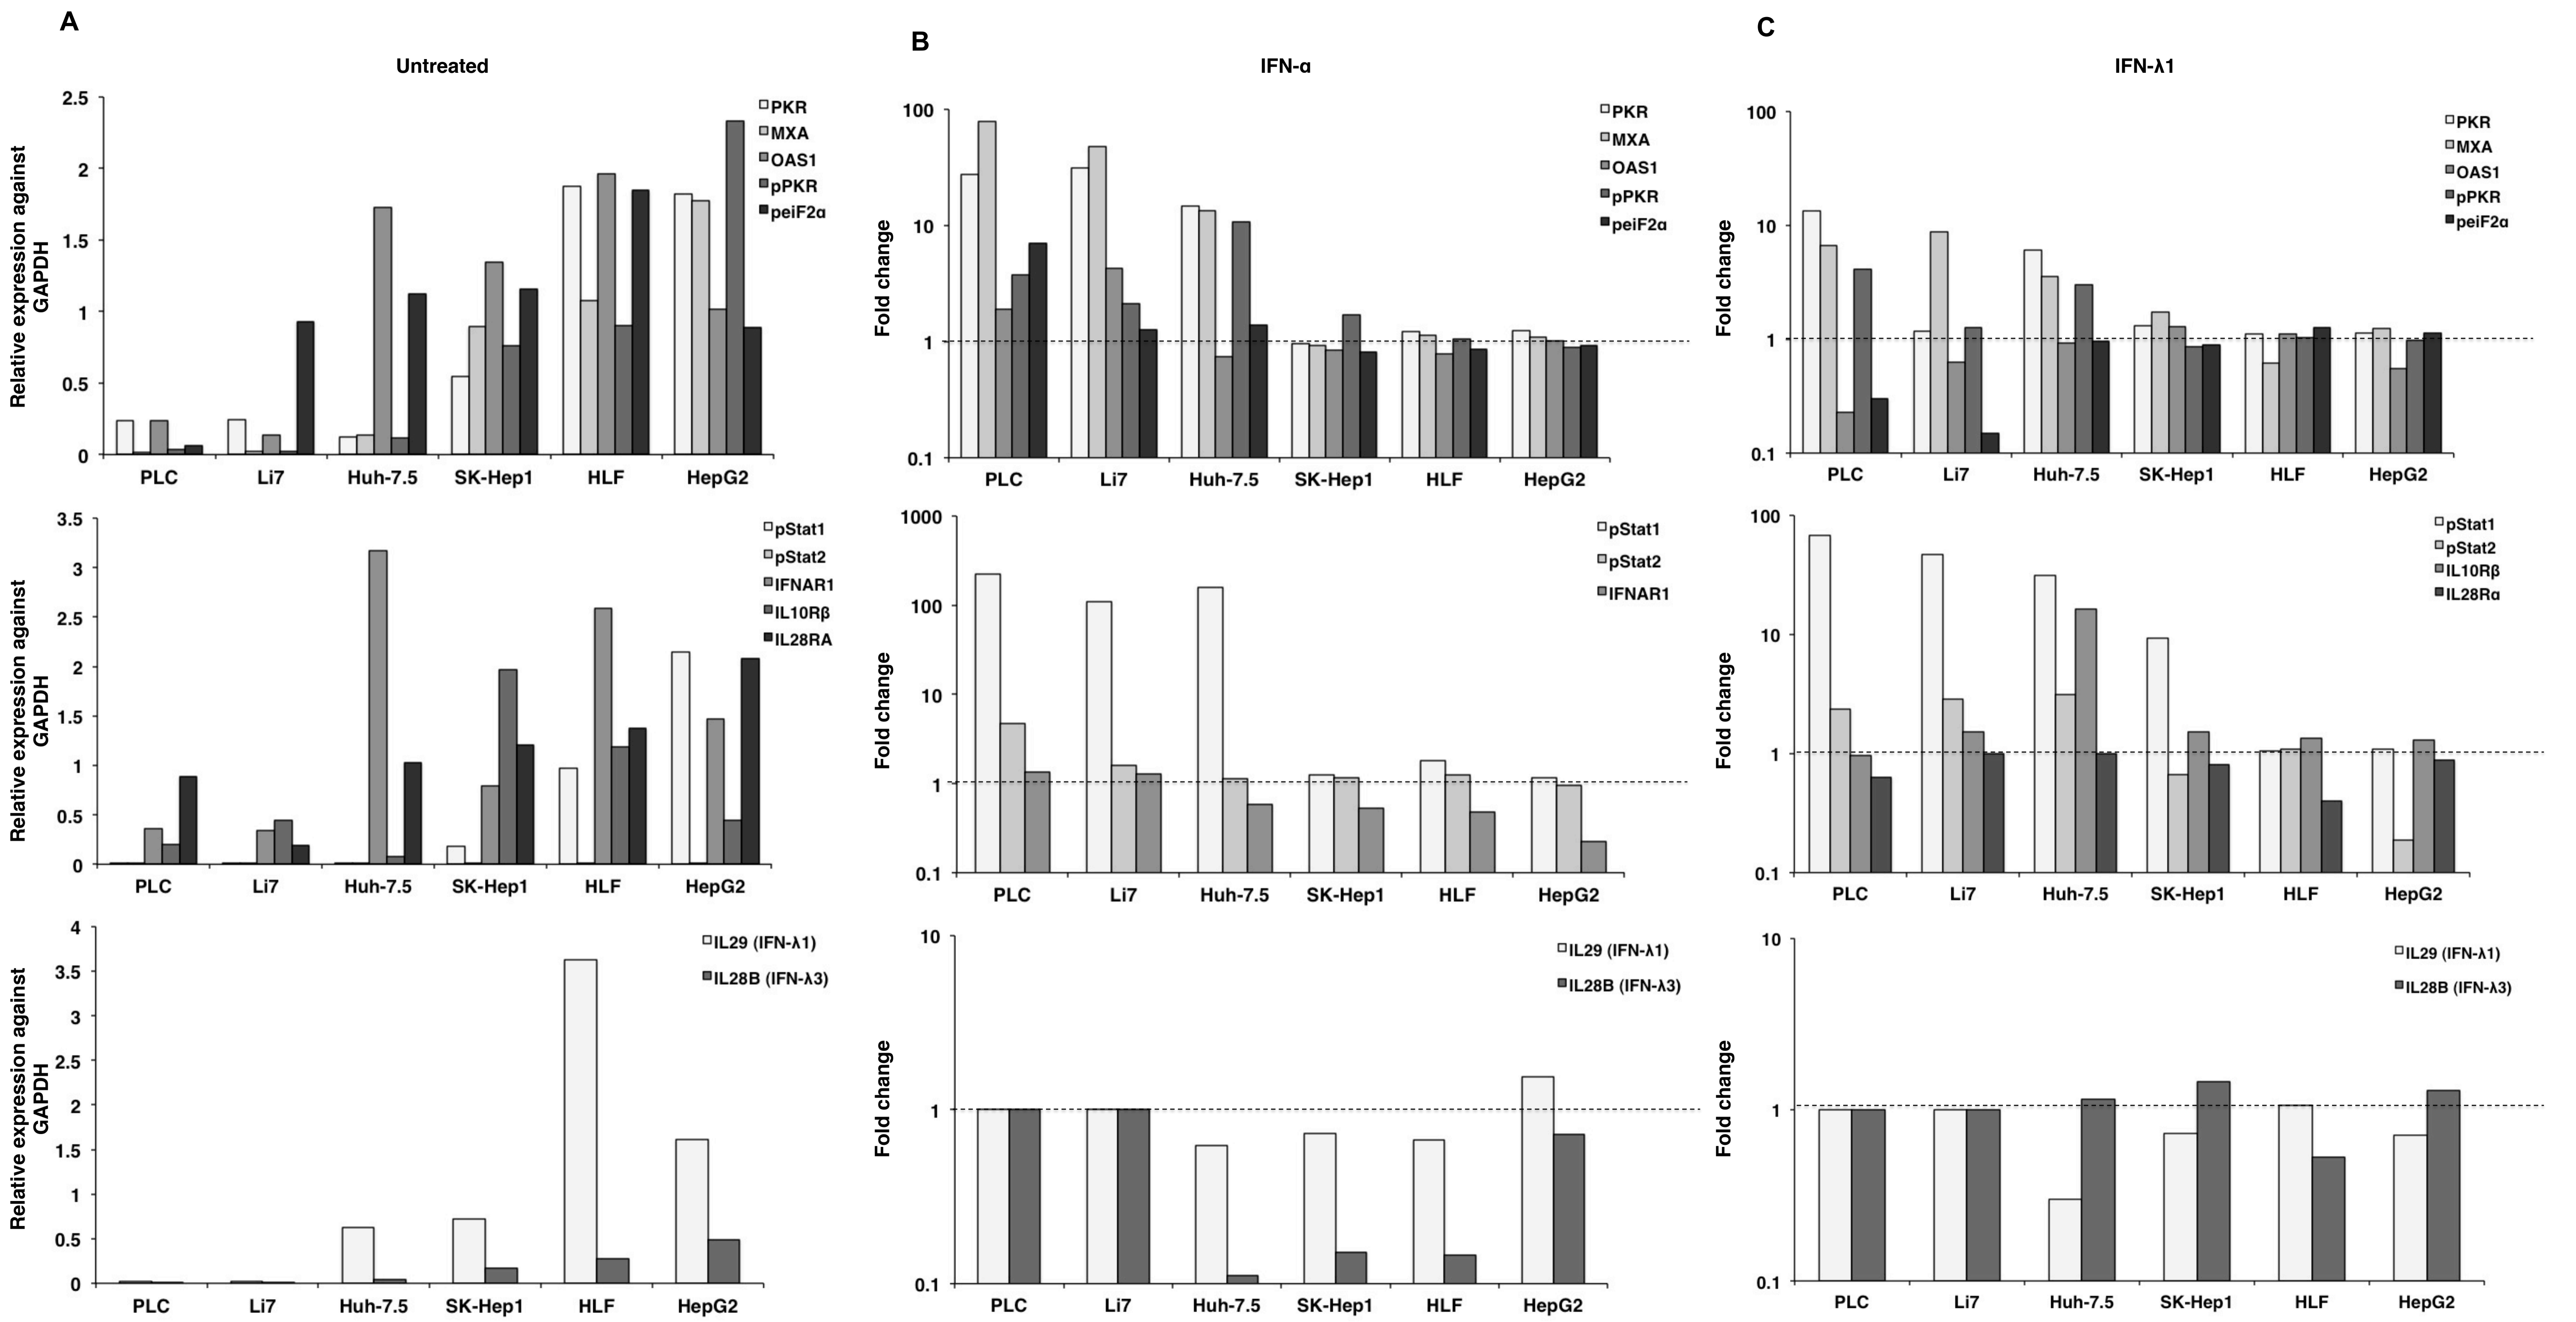 A
Untreated
Relative expression against
GAPDH
2.5
2
1.5
1
0.5
0
PKR
MXA
OAS1
pPKR
peiF2α
PLC Li7 Huh-7.5 SK-Hep1 HLF HepG2
Relative expression against
GAPDH
3.5
3
2.5
2
1.5
1
0.5
0
pStat1
pStat2
IFNAR1
IL10Rβ
IL28RA
PLC Li7 Huh-7.5 SK-Hep1 HLF HepG2
Relative expression against
GAPDH
4
3.5
3
2.5
2
1.5
1
0.5
0
IL29 (IFN-λ1)
IL28B (IFN-λ3)
PLC Li7 Huh-7.5 SK-Hep1 HLF HepG2
B
IFN-α
Fold change
100
10
1
0.1
PKR
MXA
OAS1
pPKR
peiF2α
PLC Li7 Huh-7.5 SK-Hep1 HLF HepG2
Fold change
1000
100
10
1
0.1
pStat1
pStat2
IFNAR1
PLC Li7 Huh-7.5 SK-Hep1 HLF HepG2
Fold change
10
1
0.1
IL29 (IFN-λ1)
IL28B (IFN-λ3)
PLC Li7 Huh-7.5 SK-Hep1 HLF HepG2
C
IFN-λ1
Fold change
100
10
1
0.1
PKR
MXA
OAS1
pPKR
peiF2α
PLC Li7 Huh-7.5 SK-Hep1 HLF HepG2
Fold change
100
10
1
0.1
pStat1
pStat2
IL10Rβ
IL28Rα
PLC Li7 Huh-7.5 SK-Hep1 HLF HepG2
Fold change
10
1
0.1
IL29 (IFN-λ1)
IL28B (IFN-λ3)
PLC Li7 Huh-7.5 SK-Hep1 HLF HepG2